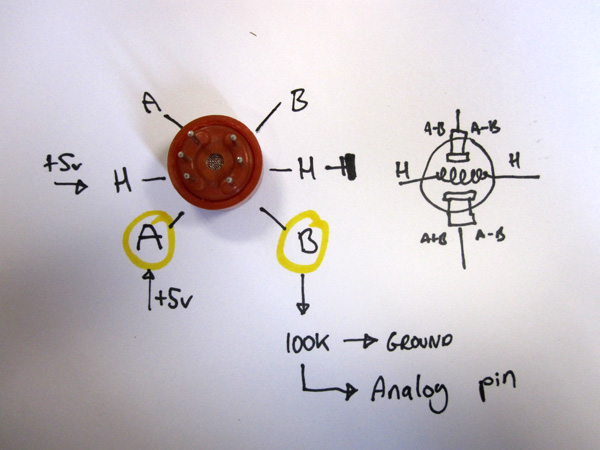 A B
+5v H H
A B
+5v
100K → GROUND
Analog pin
A-B A-B
H H
A+B A-B